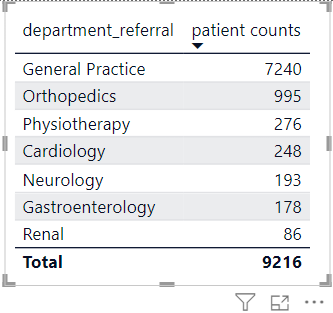 department_referral patient counts
General Practice 7240
Orthopedics 995
Physiotherapy 276
Cardiology 248
Neurology 193
Gastroenterology 178
Renal 86
Total 9216